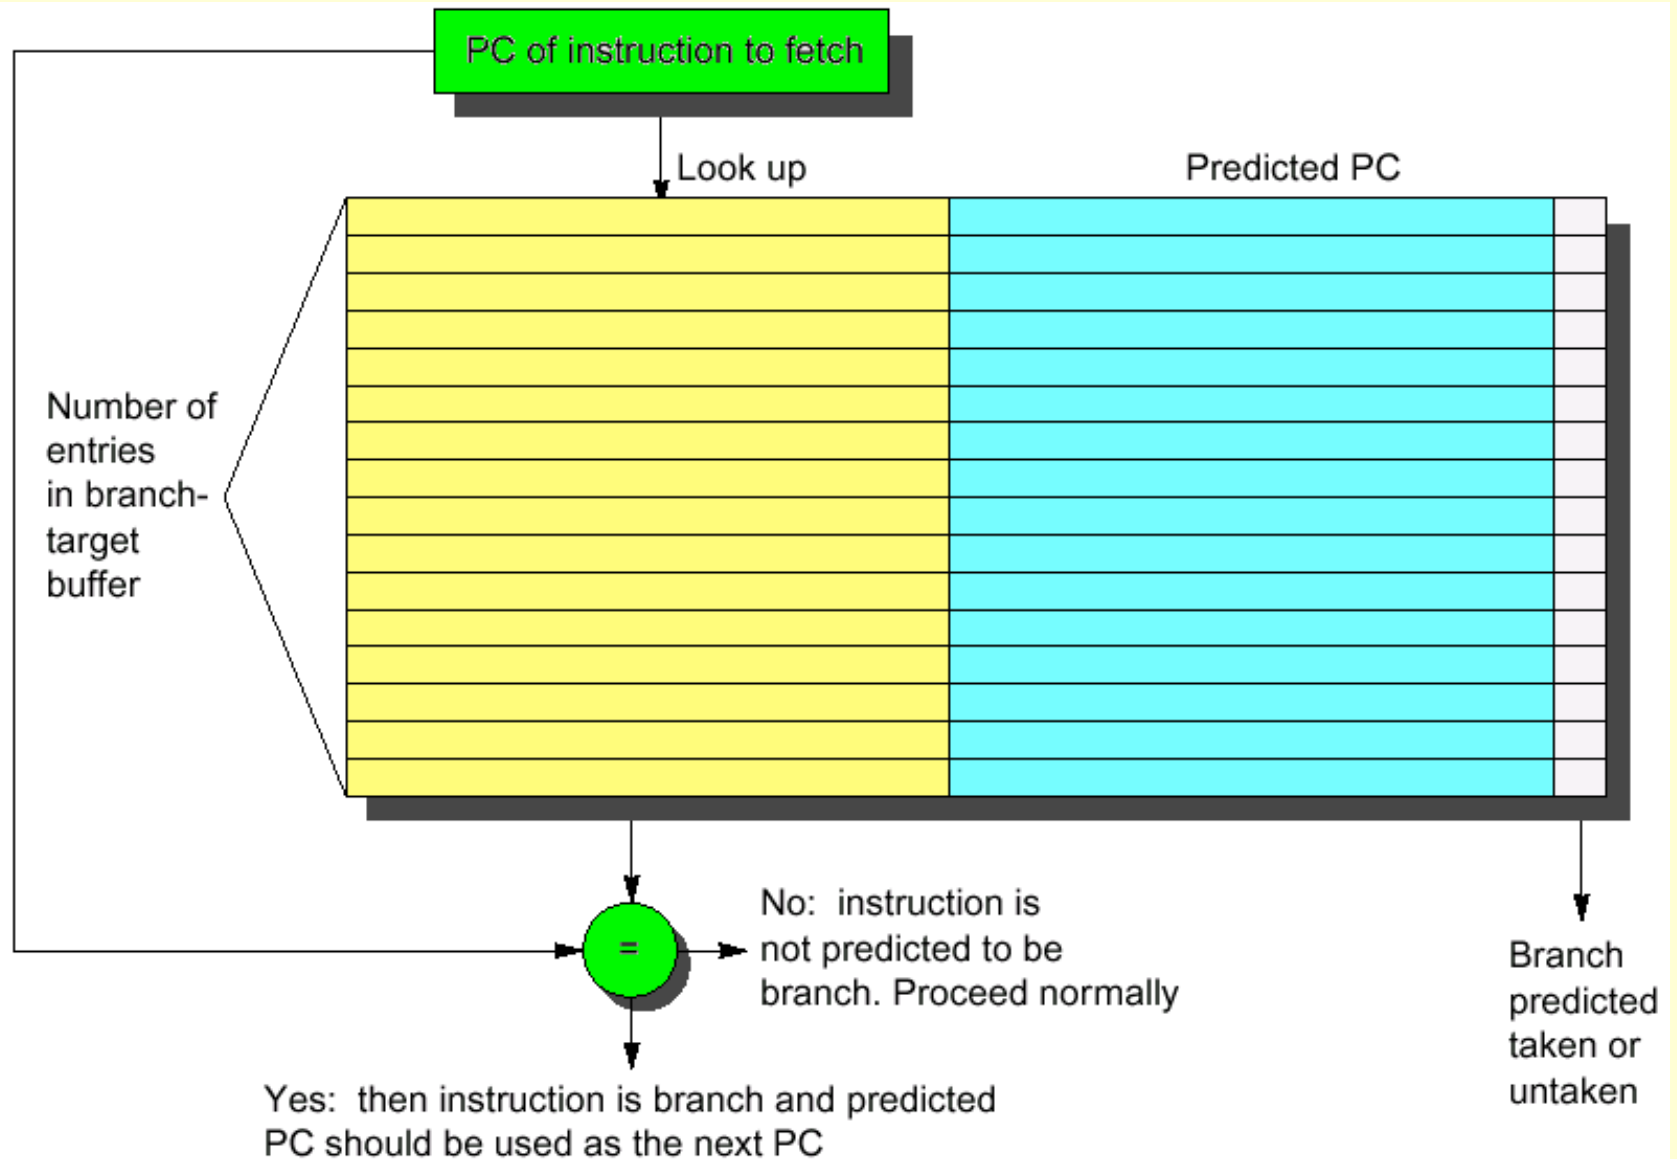 PC of instruction to fetch
Look up
Predicted PC
Number of
entries
in branch-
target
buffer
=
No:  instruction is
not predicted to be
branch. Proceed normally
Branch
predicted
taken or
untaken
Yes:  then instruction is branch and predicted
PC should be used as the next PC